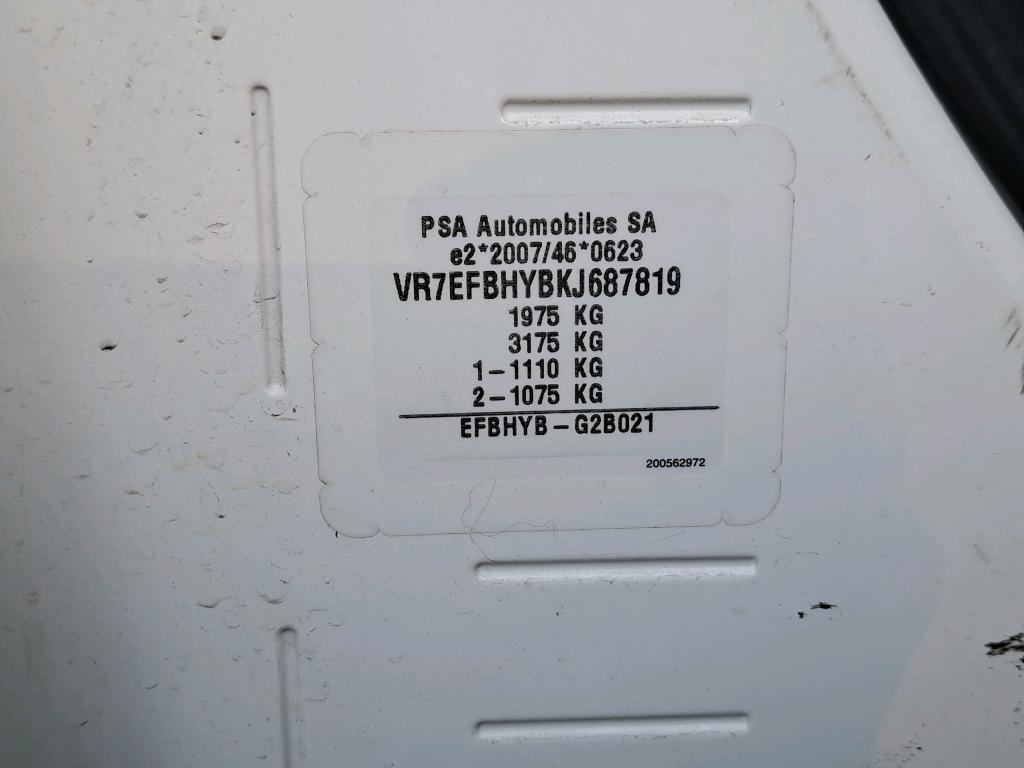 PSA Automobiles SA
e2*2007/46*0623
VR7EFBHYBKJ687819
1975 KG
3175 KG
1-1110 KG
2-1075 KG
EFBHYB-G2B021
200562972